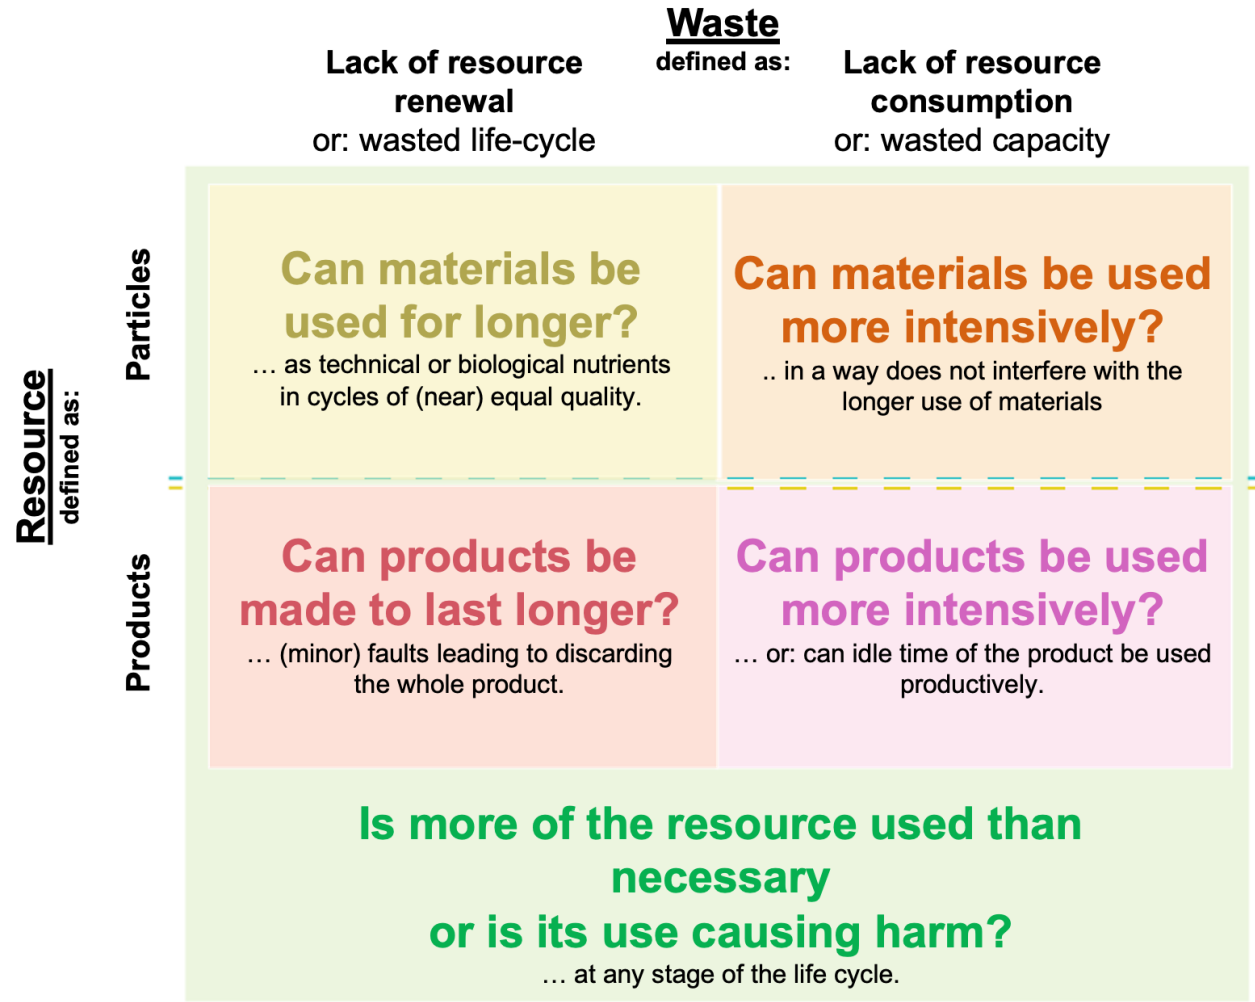 Waste
defined as:
Lack of resource
renewal
or: wasted life-cycle
Lack of resource
consumption
or: wasted capacity
Resource
defined as:
Particles
Can materials be
used for longer?
… as technical or biological nutrients
in cycles of (near) equal quality.
Can materials be used
more intensively?
.. in a way does not interfere with the
longer use of materials
Products
Can products be
made to last longer?
… (minor) faults leading to discarding
the whole product.
Can products be used
more intensively?
… or: can idle time of the product be used
productively.
Is more of the resource used than
necessary
or is its use causing harm?
… at any stage of the life cycle.